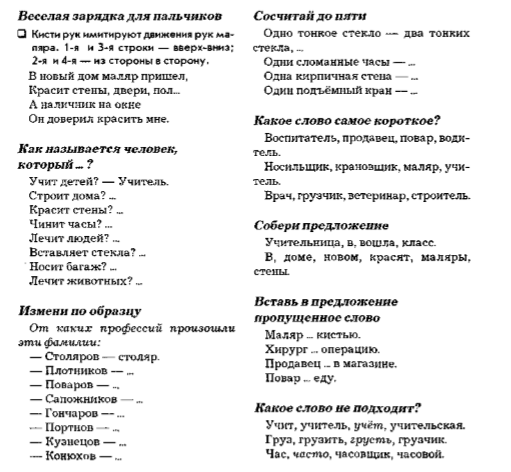 Веселая зарядка для пальчиков
❑ Кисти рук имитируют движения рук ма-
ляра. 1-я и 3-я строки — вверх-вниз;
2-я и 4-я — из стороны в сторону.
В новый дом маляр пришел,
Красит стены, двери, пол...
А наличник на окне
Он доверил красить мне.
Как называется человек,
который ... ?
Учит детей? — Учитель.
Строит дома? ...
Красит стены? ...
Чинит часы? ...
Лечит людей? ...
Вставляет стекла? ...
Носит багаж? ...
Лечит животных? ...
Измени по образцу
От каких профессий произошли
эти фамилии:
— Столяров — столяр.
— Плотников — ...
— Поваров — ...
— Сапожников — ...
— Гончаров — ...
— Портнов — ...
— Кузнецов — ...
— Конюхов — ...
Сосчитай до пяти
Одно тонкое стекло — два тонких
стекла, ...
Одни сломанные часы — ...
Одна кирпичная стена — ...
Один подъёмный кран — ...
Какое слово самое короткое?
Воспитатель, продавец, повар, води-
тель.
Носильщик, крановщик, маляр, учи-
тель.
Врач, грузчик, ветеринар, строитель.
Собери предложение
Учительница, в, вошла, класс.
В, доме, новом, красят, маляры,
стены.
Вставь в предложение
пропущенное слово
Маляр ... кистью.
Хирург ... операцию.
Продавец ... в магазине.
Повар ... еду.
Какое слово не подходит?
Учит, учитель, учёт, учительская.
Груз, грузить, грусть, грузчик.
Час, часто, часовщик, часовой.